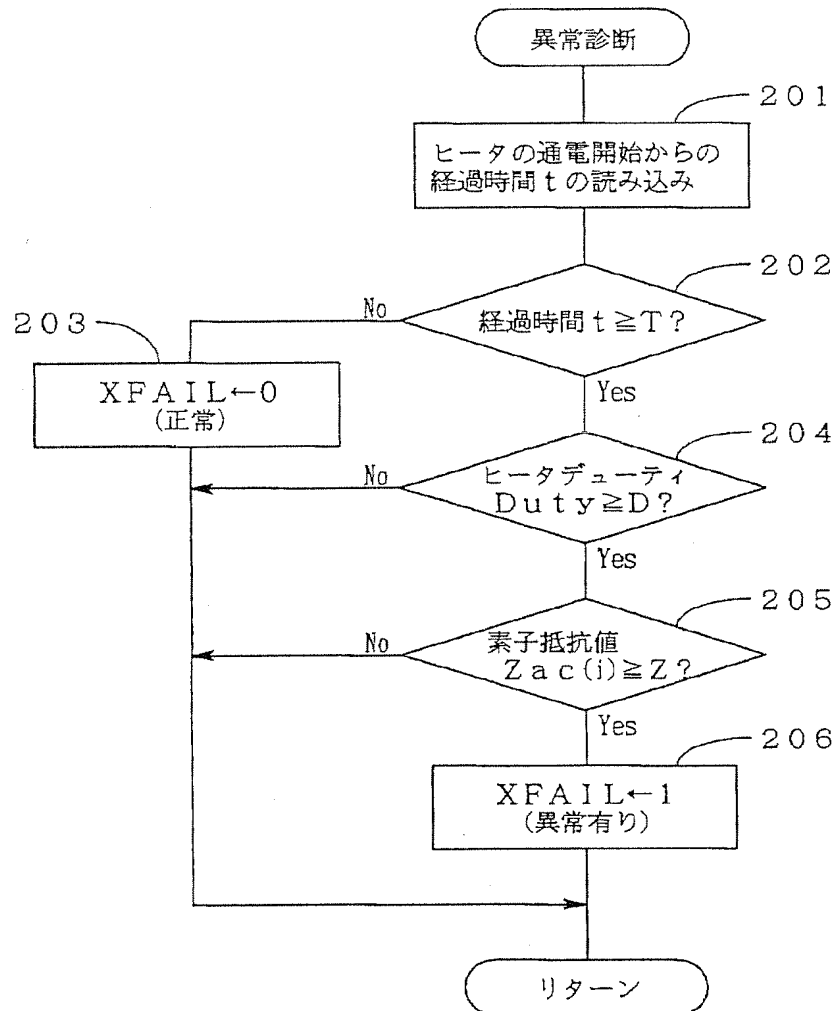 異常診断
201
ヒータの通電開始からの
経過時間tの読み込み
202
経過時間t≧T?
No
203
XFAIL←0
(正常)
Yes
204
ヒータデューティ
Duty≧D?
No
Yes
205
素子抵抗値
Zac(i)≧Z?
No
Yes
206
XFAIL←1
(異常有り)
リターン